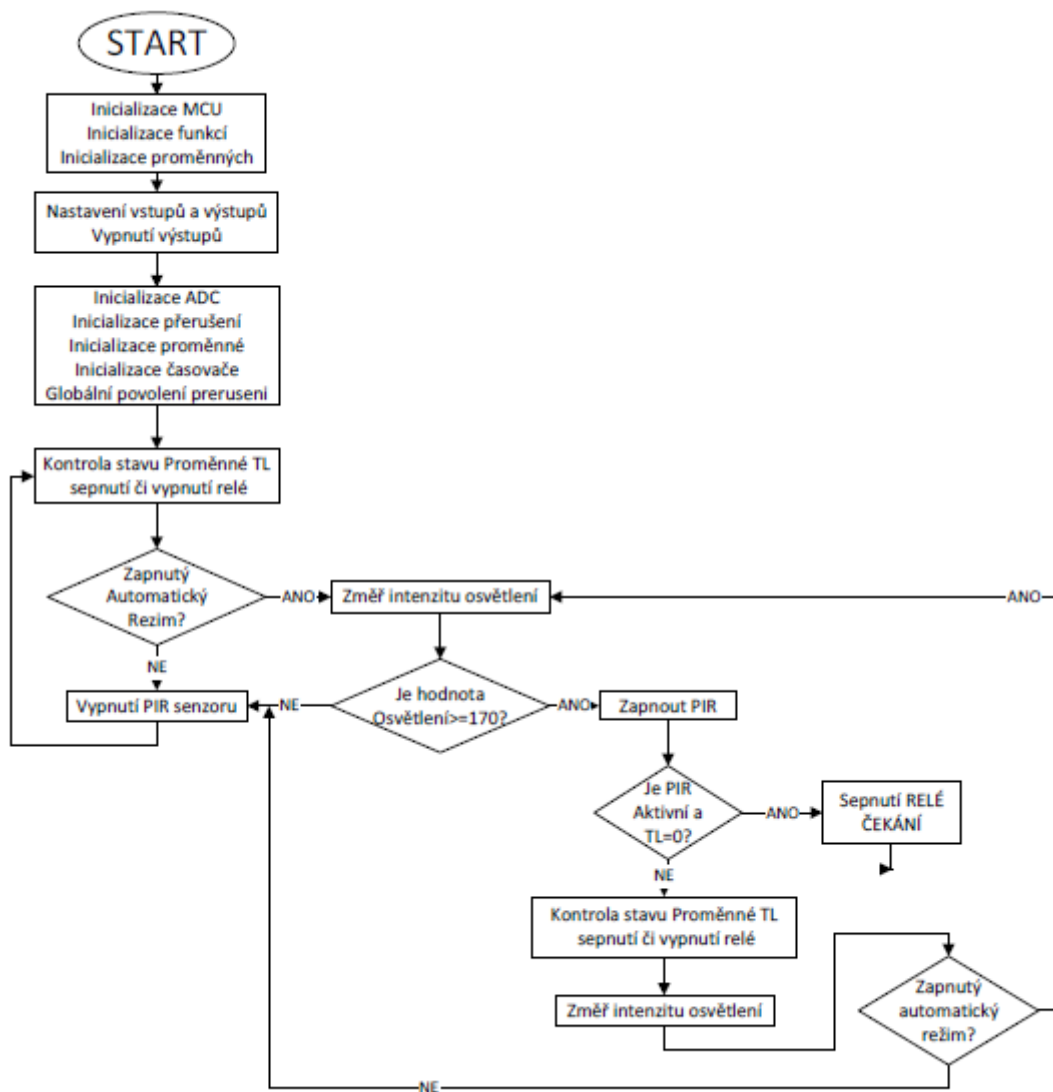 START
Inicializace MCU
Inicializace funkcí
Inicializace proměnných
Nastavení vstupů a výstupů
Vypnutí výstupů
Inicializace ADC
Inicializace přerušení
Inicializace proměnné
Inicializace časovače
Globální povolení preruseni
Kontrola stavu Proměnné TL
sepnutí či vypnutí relé
Zapnutý
Automatický
Rezim?
ANO
Změř intenzitu osvětlení
ANO
NE
Vypnutí PIR senzoru
NE
Je hodnota
Osvětlení>=170?
ANO
Zapnout PIR
Je PIR
Aktivní a
TL=0?
ANO
Sepnutí RELÉ
ČEKÁNÍ
NE
Kontrola stavu Proměnné TL
sepnutí či vypnutí relé
Změř intenzitu osvětlení
Zapnutý
automatický
režim?
NE